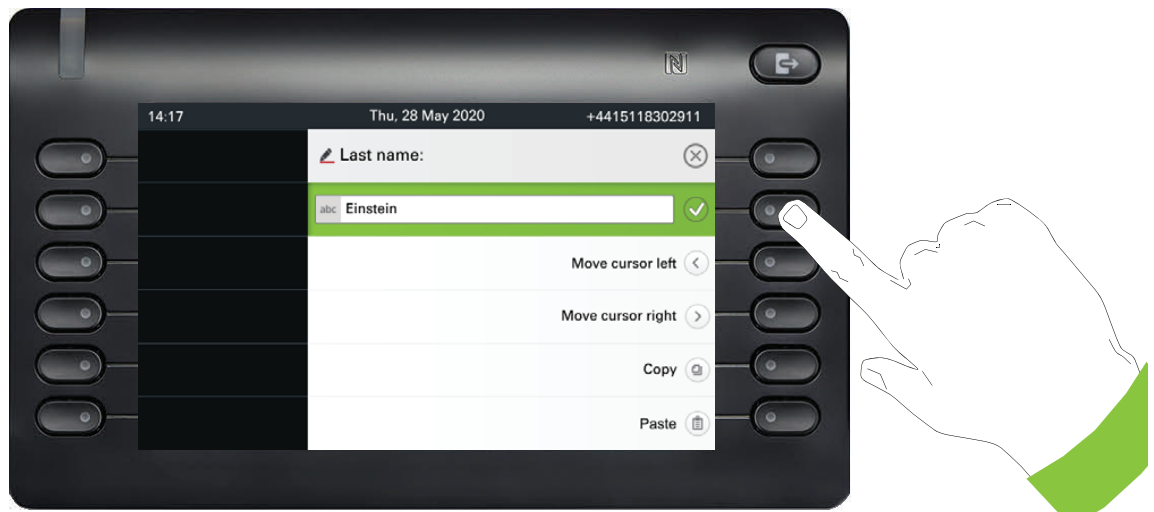 14:17 Thu, 28 May 2020 +4415118302911
Last name:
abc Einstein
Move cursor left
Move cursor right
Copy
Paste